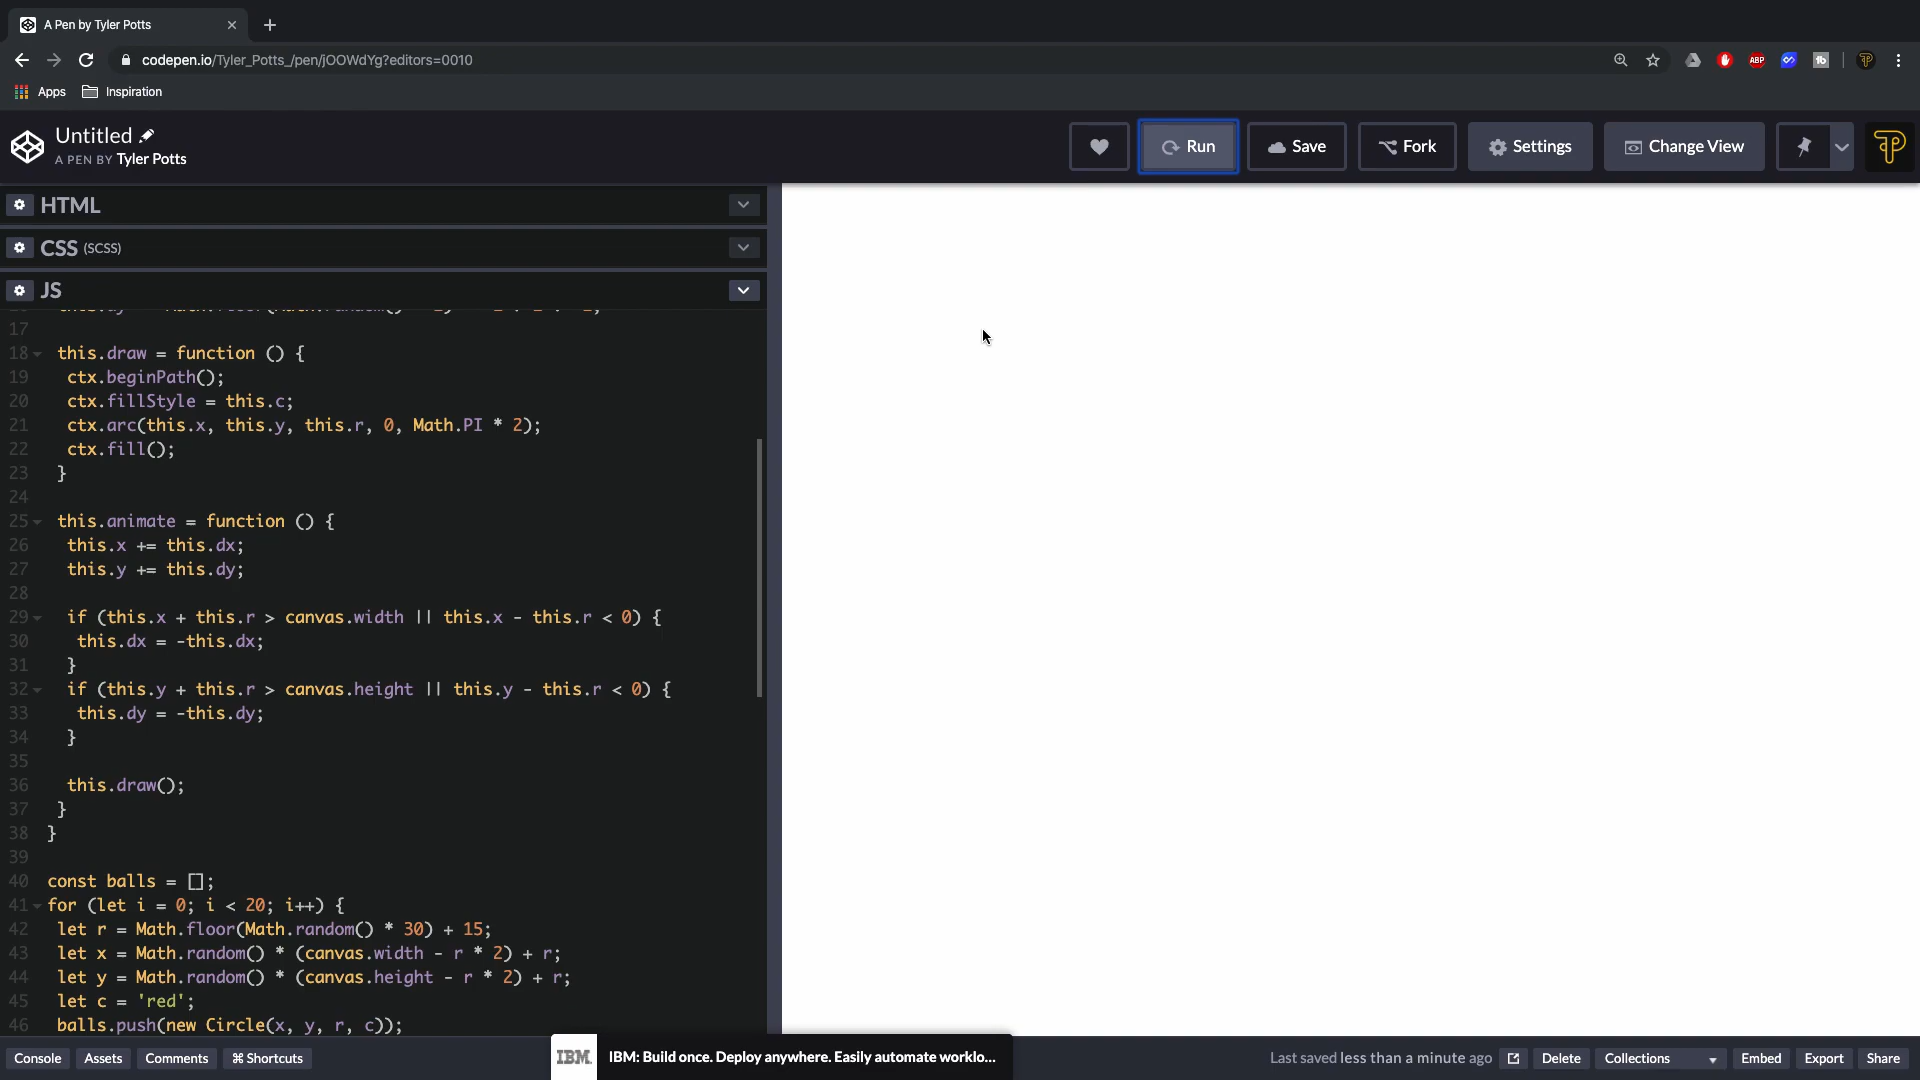 A Pen by Tyler Potts
codepen.io/Tyler_Potts_/pen/jOOWdYg?editors=0010
ABP
tb
Apps
Inspiration
Untitled
A PEN BY Tyler Potts
Run
Save
Fork
Settings
Change View
HTML
CSS (SCSS)
JS
17
18 this.draw = function () {
19 ctx.beginPath();
20 ctx.fillStyle = this.c;
21 ctx.arc(this.x, this.y, this.r, 0, Math.PI * 2);
22 ctx.fill();
23 }
24
25 this.animate = function () {
26 this.x += this.dx;
27 this.y += this.dy;
28
29 if (this.x + this.r > canvas.width || this.x - this.r < 0) {
30 this.dx = -this.dx;
31 }
32 if (this.y + this.r > canvas.height || this.y - this.r < 0) {
33 this.dy = -this.dy;
34 }
35
36 this.draw();
37 }
38 }
39
40 const balls = [];
41 for (let i = 0; i < 20; i++) {
42 let r = Math.floor(Math.random() * 30) + 15;
43 let x = Math.random() * (canvas.width - r * 2) + r;
44 let y = Math.random() * (canvas.height - r * 2) + r;
45 let c = 'red';
46 balls.push(new Circle(x, y, r, c));
Console
Assets
Comments
⌘ Shortcuts
IBM
IBM: Build once. Deploy anywhere. Easily automate worklo...
Last saved less than a minute ago
Delete
Collections
Embed
Export
Share